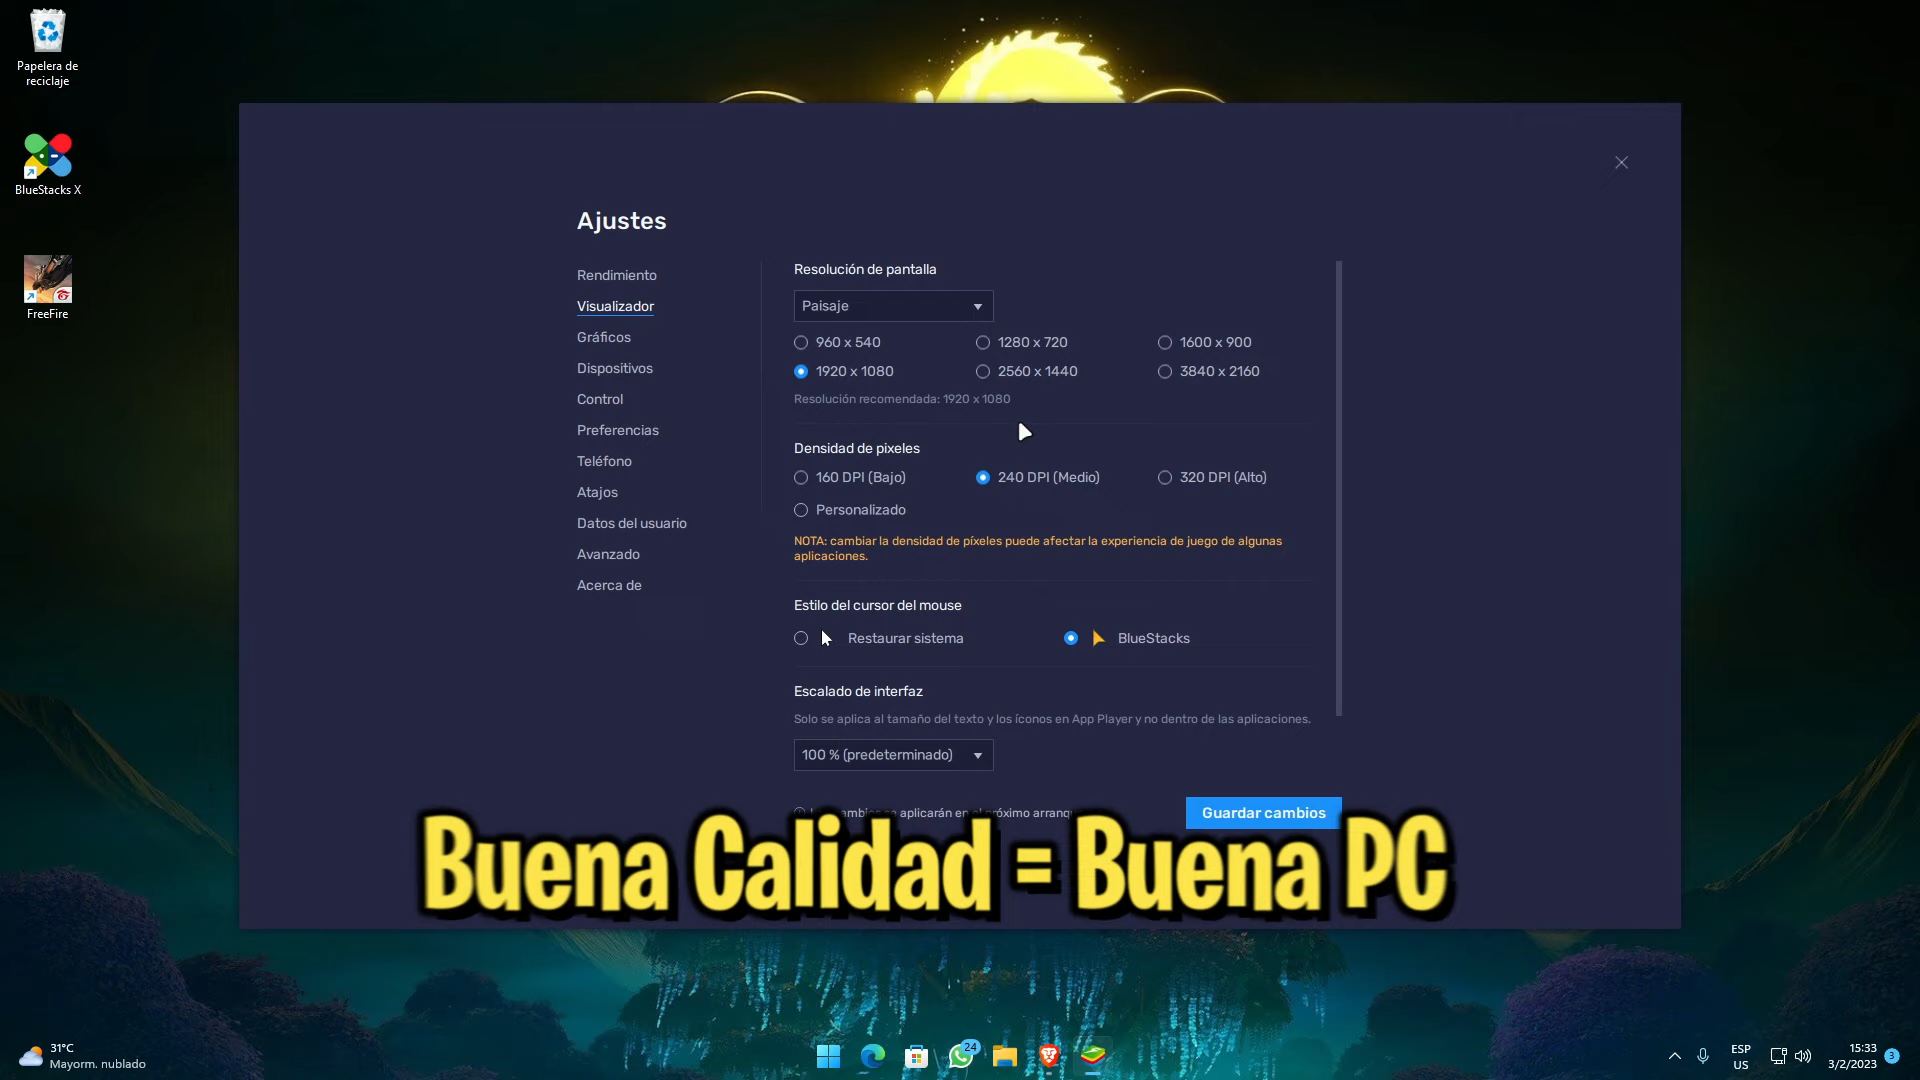 Papelera de
reciclaje
BlueStacks X
FreeFire
Ajustes
Rendimiento
Visualizador
Gráficos
Dispositivos
Control
Preferencias
Teléfono
Atajos
Datos del usuario
Avanzado
Acerca de
Resolución de pantalla
Paisaje
960 x 540
1280 x 720
1600 x 900
1920 x 1080
2560 x 1440
3840 x 2160
Resolución recomendada: 1920 x 1080
Densidad de pixeles
160 DPI (Bajo)
240 DPI (Medio)
320 DPI (Alto)
Personalizado
NOTA: cambiar la densidad de píxeles puede afectar la experiencia de juego de algunas
aplicaciones.
Estilo del cursor del mouse
Restaurar sistema
BlueStacks
Escalado de interfaz
Solo se aplica al tamaño del texto y los íconos en App Player y no dentro de las aplicaciones.
100 % (predeterminado)
se aplicarán en el próximo
Guardar cambios
Buena Calidad = Buena PC
31°C
Mayorm. nublado
24
ESP
US
15:33
3/2/2023
3